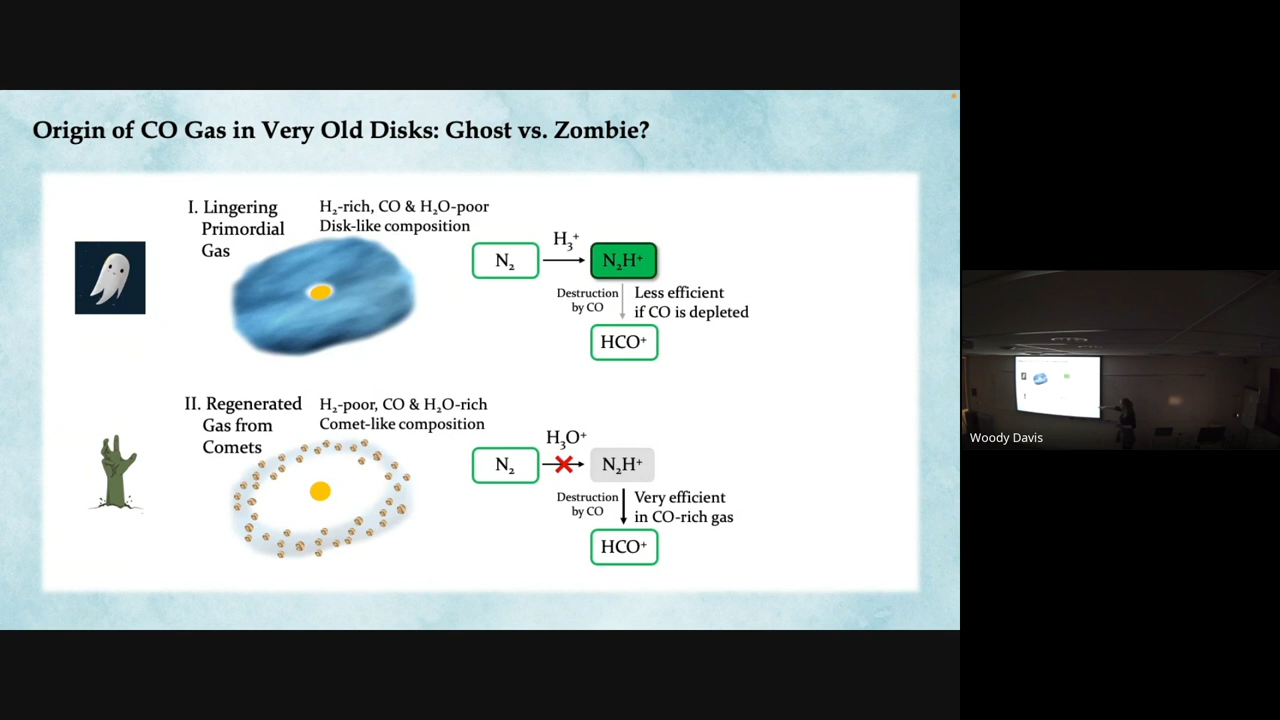 Origin of CO Gas in Very Old Disks: Ghost vs. Zombie?
I. Lingering
Primordial
Gas
H₂-rich, CO & H₂O-poor
Disk-like composition
N₂
H₃⁺
N₂H⁺
Destruction
by CO
Less efficient
if CO is depleted
HCO⁺
II. Regenerated
Gas from
Comets
H₂-poor, CO & H₂O-rich
Comet-like composition
N₂
H₃O⁺
N₂H⁺
Destruction
by CO
Very efficient
in CO-rich gas
HCO⁺
Woody Davis